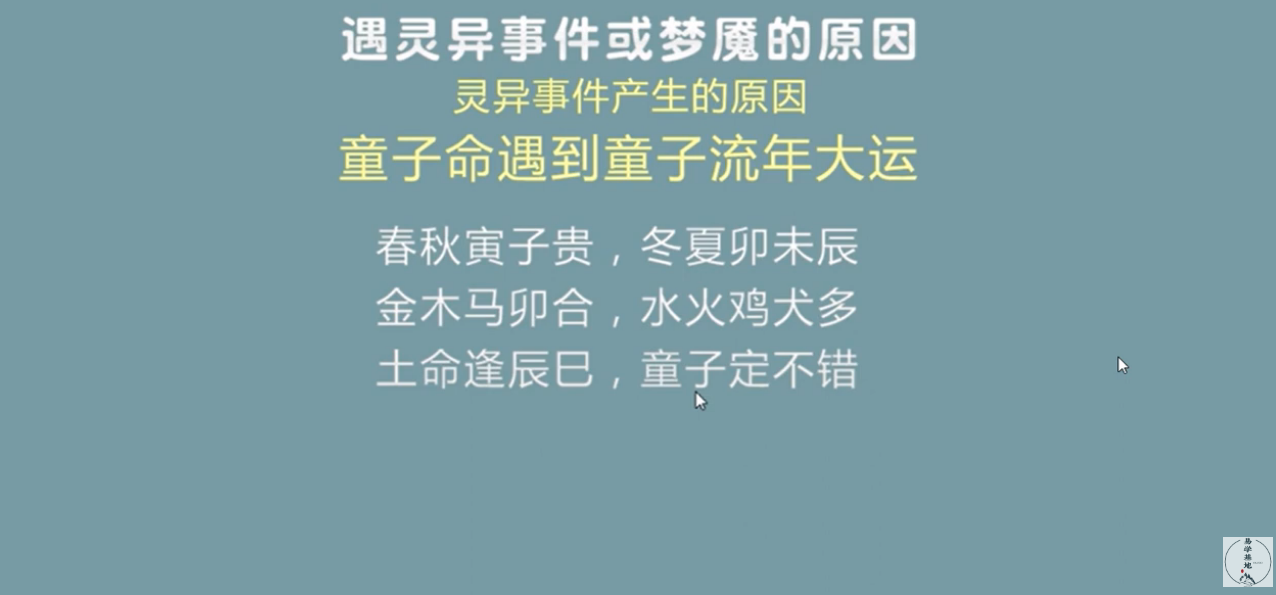 遇灵异事件或梦魇的原因
灵异事件产生的原因
童子命遇到童子流年大运
春秋寅子贵，冬夏卯未辰
金木马卯合，水火鸡犬多
土命逢辰巳，童子定不错
易学基地